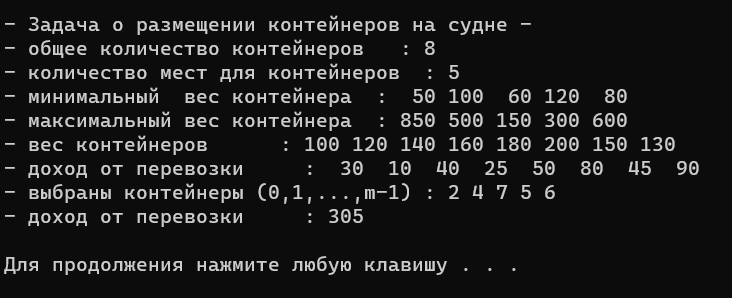 — Задача о размещении контейнеров на судне —
— общее количество контейнеров   : 8
— количество мест для контейнеров  : 5
— минимальный  вес контейнера  :  50 100  60 120  80
— максимальный вес контейнера  : 850 500 150 300 600
— вес контейнеров      : 100 120 140 160 180 200 150 130
— доход от перевозки     :  30  10  40  25  50  80  45  90
— выбраны контейнеры (0,1,...,m-1) : 2 4 7 5 6
— доход от перевозки     : 305
Для продолжения нажмите любую клавишу . . .